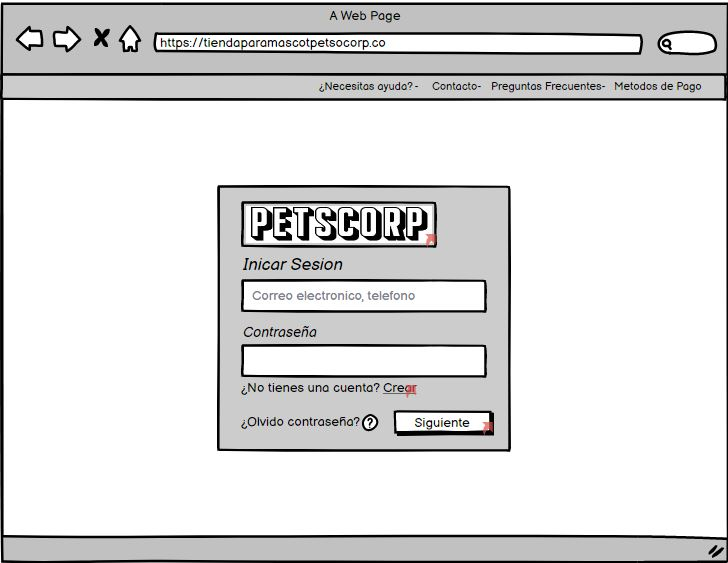 A Web Page
https://tiendaparamascotpetsocorp.co
¿Necesitas ayuda? - Contacto- Preguntas Frecuentes- Metodos de Pago
PETSCORP
Inicar Sesion
Correo electronico, telefono
Contraseña
¿No tienes una cuenta? Crear
¿Olvido contraseña? ?
Siguiente